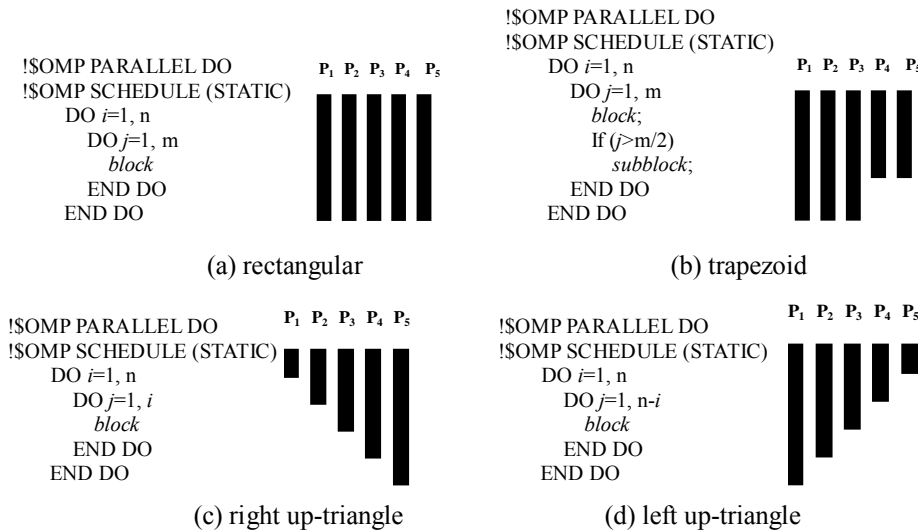 !$OMP PARALLEL DO
!$OMP SCHEDULE (STATIC)
DO i=1, n
DO j=1, m
block
END DO
END DO
P1 P2 P3 P4 P5
(a) rectangular
!$OMP PARALLEL DO
!$OMP SCHEDULE (STATIC)
DO i=1, n
DO j=1, m
block;
If (j>m/2)
subblock;
END DO
END DO
P1 P2 P3 P4 P5
(b) trapezoid
!$OMP PARALLEL DO
!$OMP SCHEDULE (STATIC)
DO i=1, n
DO j=1, i
block
END DO
END DO
P1 P2 P3 P4 P5
(c) right up-triangle
!$OMP PARALLEL DO
!$OMP SCHEDULE (STATIC)
DO i=1, n
DO j=1, n-i
block
END DO
END DO
P1 P2 P3 P4 P5
(d) left up-triangle